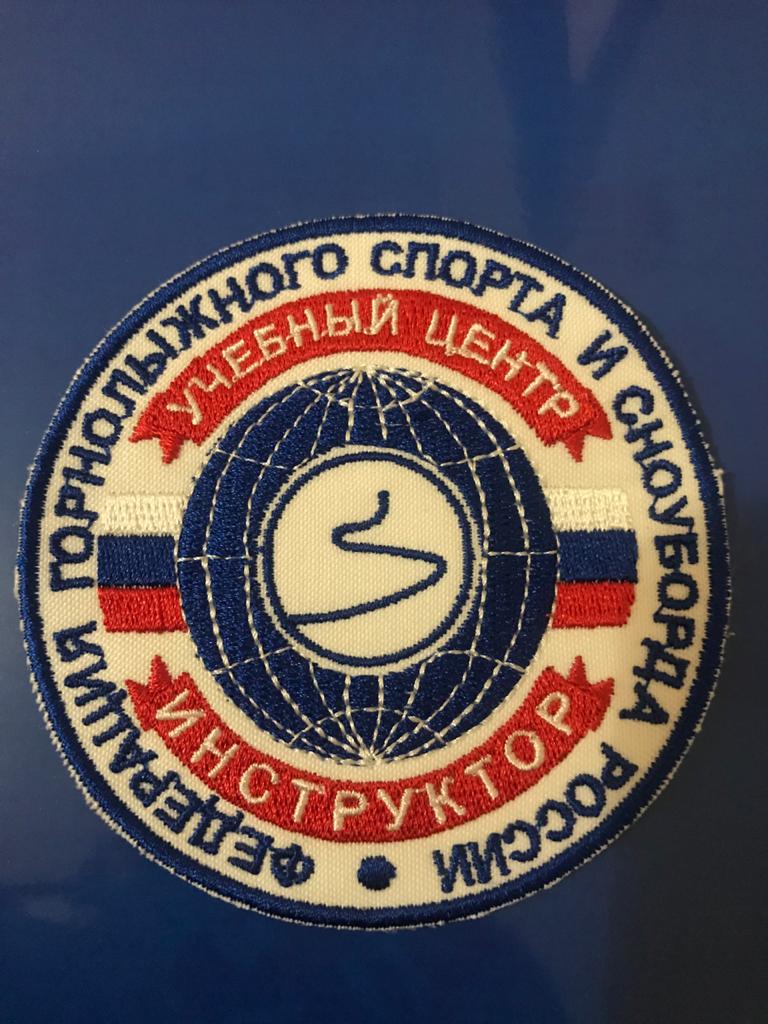 ФЕДЕРАЦИЯ ГОРНОЛЫЖНОГО СПОРТА И СНОУБОРДА РОССИИ
УЧЕБНЫЙ ЦЕНТР
ИНСТРУКТОР